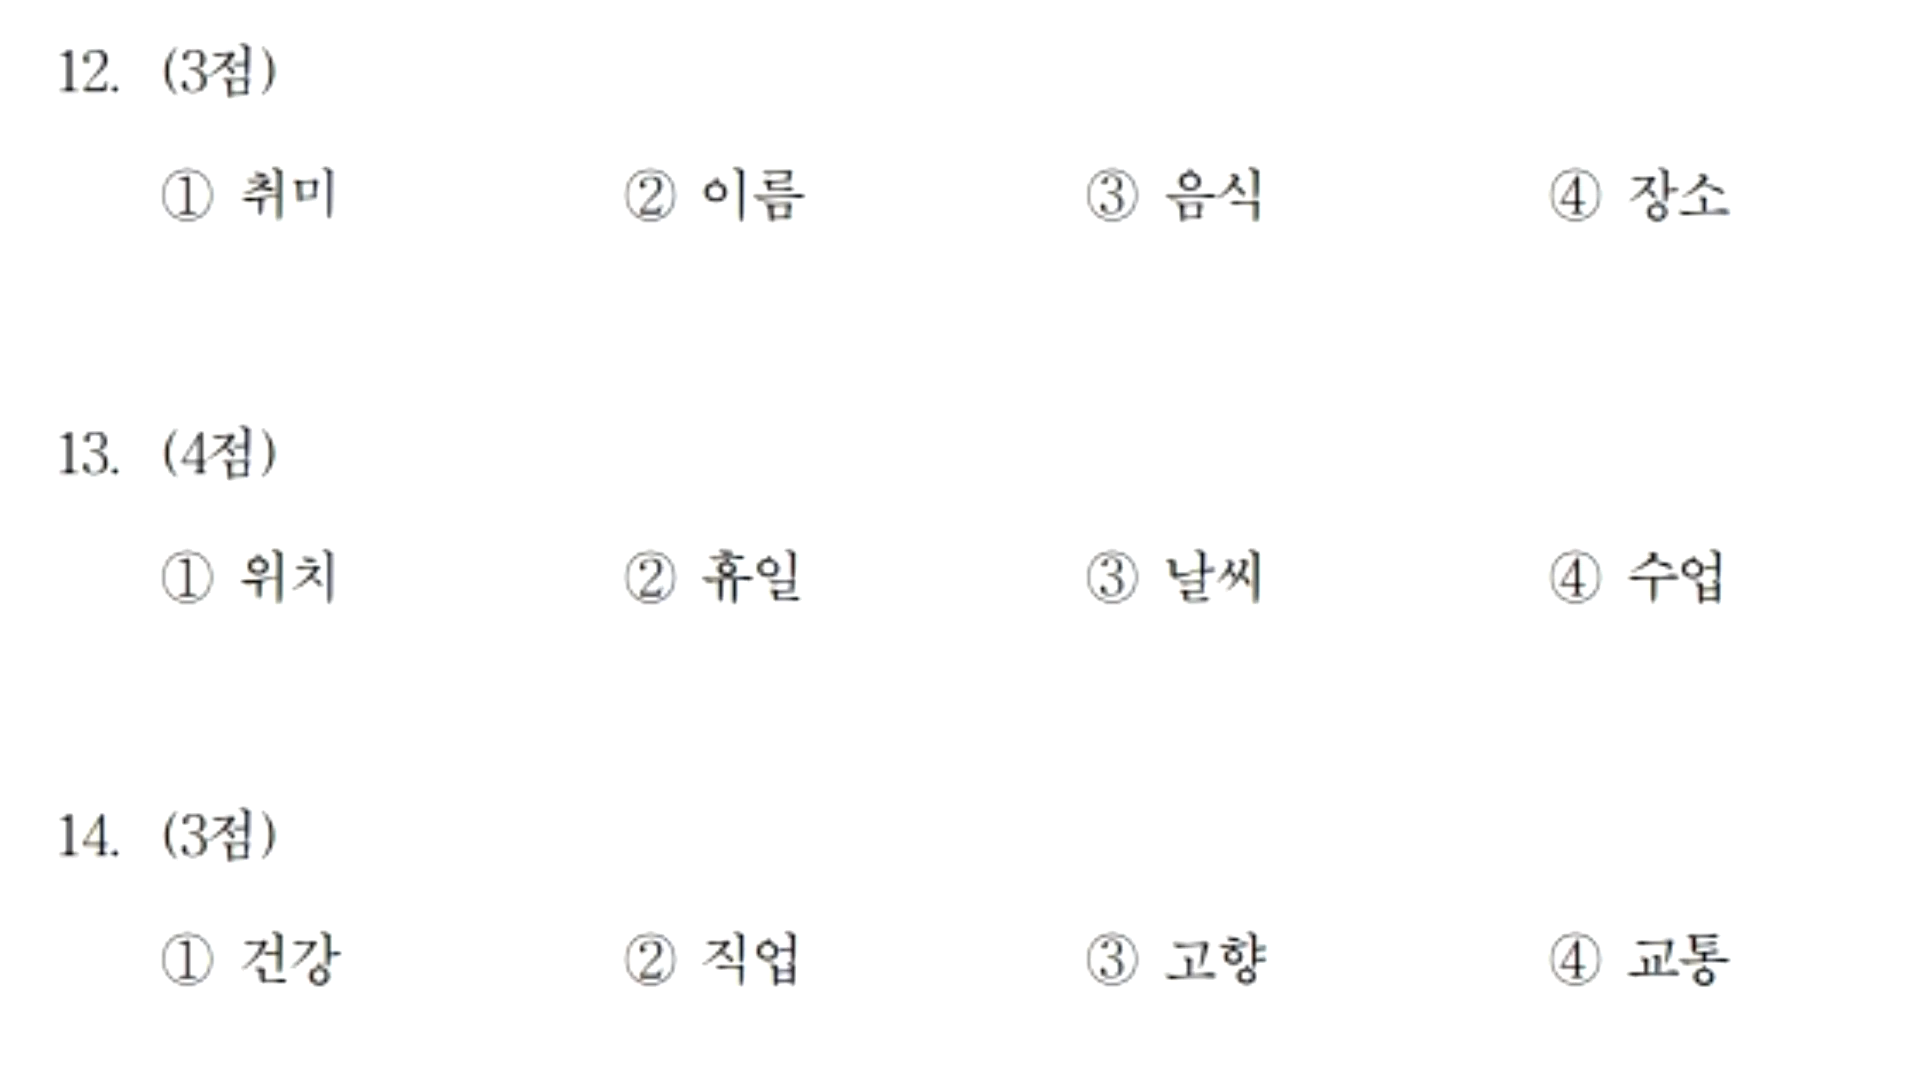 12. (3점)
① 취미 ② 이름 ③ 음식 ④ 장소
13. (4점)
① 위치 ② 휴일 ③ 날씨 ④ 수업
14. (3점)
① 건강 ② 직업 ③ 고향 ④ 교통